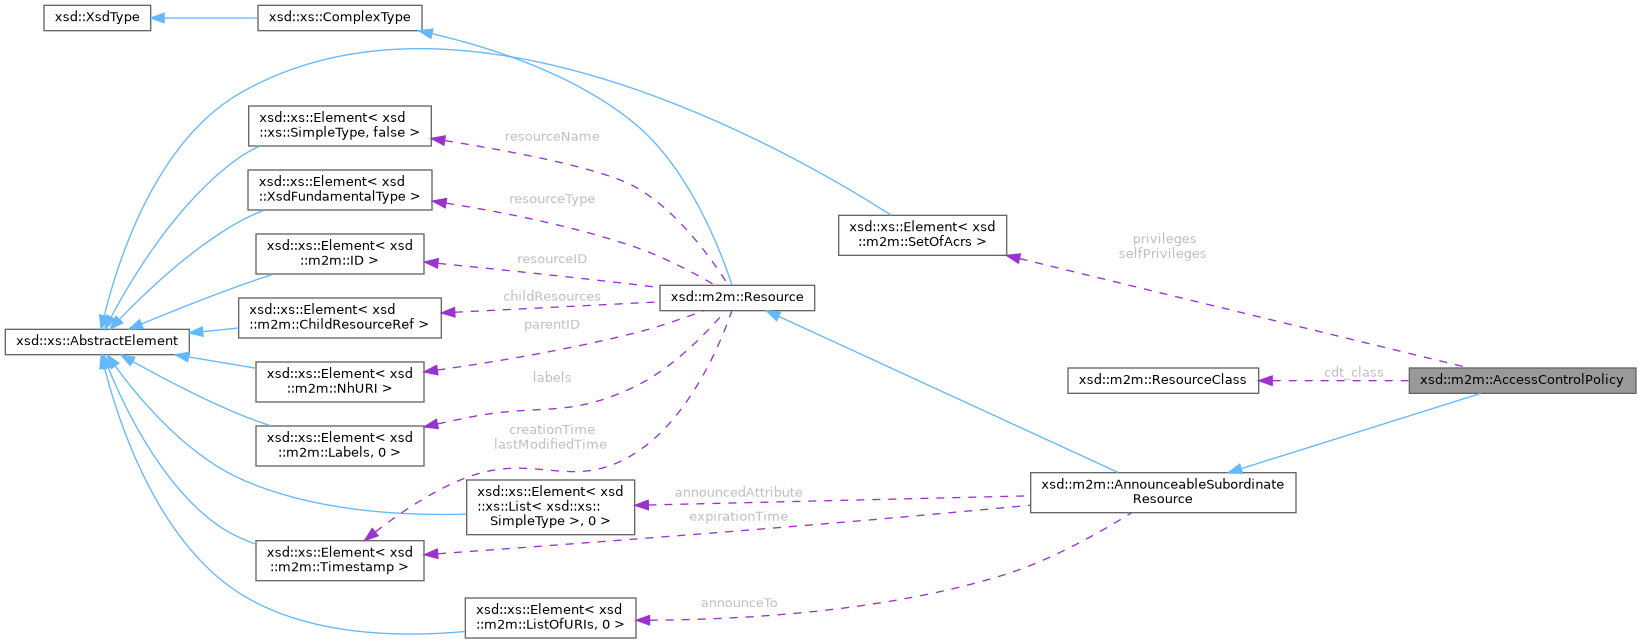 xsd::XsdType
xsd::xs::ComplexType
xsd::xs::Element< xsd
::xs::SimpleType, false >
resourceName
xsd::xs::Element< xsd
::XsdFundamentalType >
resourceType
xsd::xs::Element< xsd
::m2m::SetOfAcrs >
privileges
selfPrivileges
xsd::xs::Element< xsd
::m2m::ID >
resourceID
xsd::m2m::Resource
xsd::xs::Element< xsd
::m2m::ChildResourceRef >
childResources
parentID
xsd::xs::AbstractElement
xsd::xs::Element< xsd
::m2m::NhURI >
labels
xsd::m2m::ResourceClass
cdt_class
xsd::m2m::AccessControlPolicy
xsd::xs::Element< xsd
::m2m::Labels, 0 >
creationTime
lastModifiedTime
xsd::xs::Element< xsd
::xs::List< xsd::xs::
SimpleType >, 0 >
announcedAttribute
expirationTime
xsd::m2m::AnnounceableSubordinate
Resource
xsd::xs::Element< xsd
::m2m::Timestamp >
xsd::xs::Element< xsd
::m2m::ListOfURIs, 0 >
announceTo